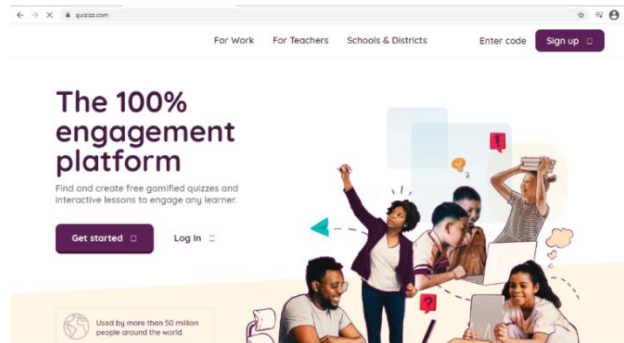 quizizz.com
For Work For Teachers Schools & Districts Enter code Sign up
The 100%
engagement
platform
Find and create free gamified quizzes and
interactive lessons to engage any learner.
Get started Log In
Used by more than 50 million
people around the world.